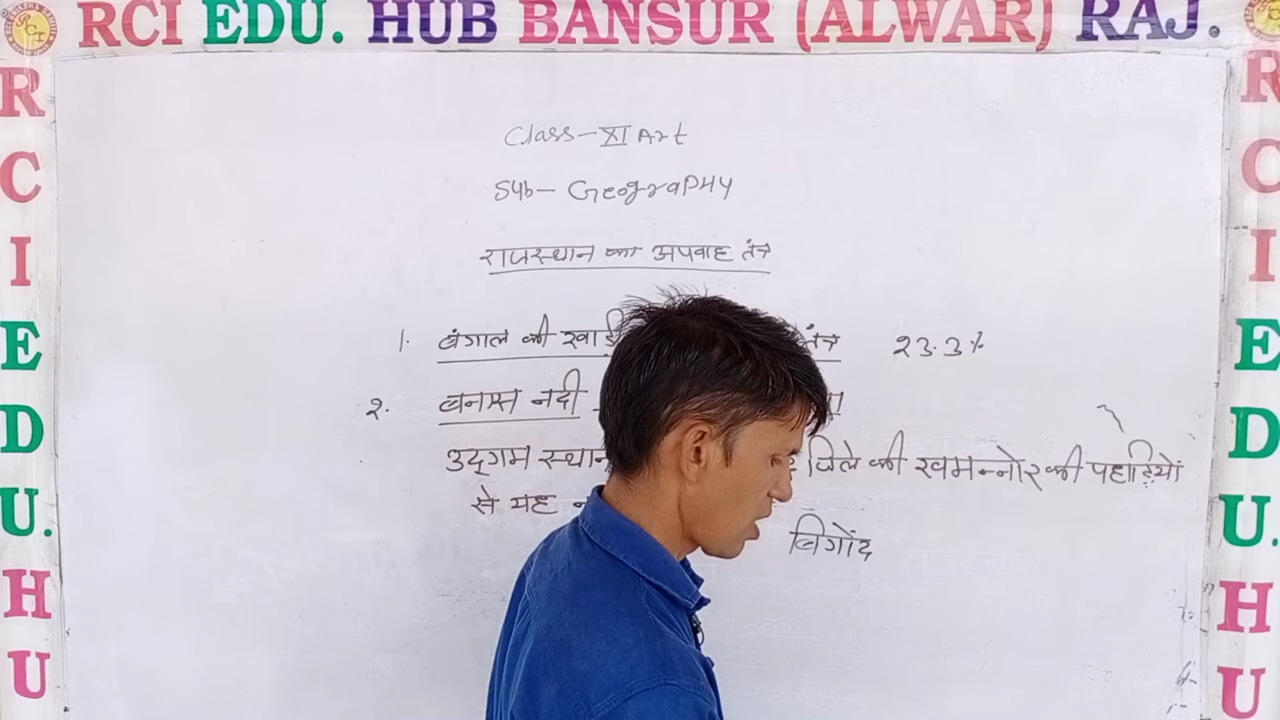 RCI EDU. HUB BANSUR (ALWAR) RAJ.
R
C
I
E
D
U.
H
U
Class-XI Art
Sub- Geography
राजस्थान का अपवाह तंत्र
1. बंगाल की खाड़ी तंत्र 23.3%
2. बनास नदी
उद्गम स्थान जिले की खमन्नोर की पहाड़ियों
से यह
बिगोंद
R
C
I
E
D
U.
H
U